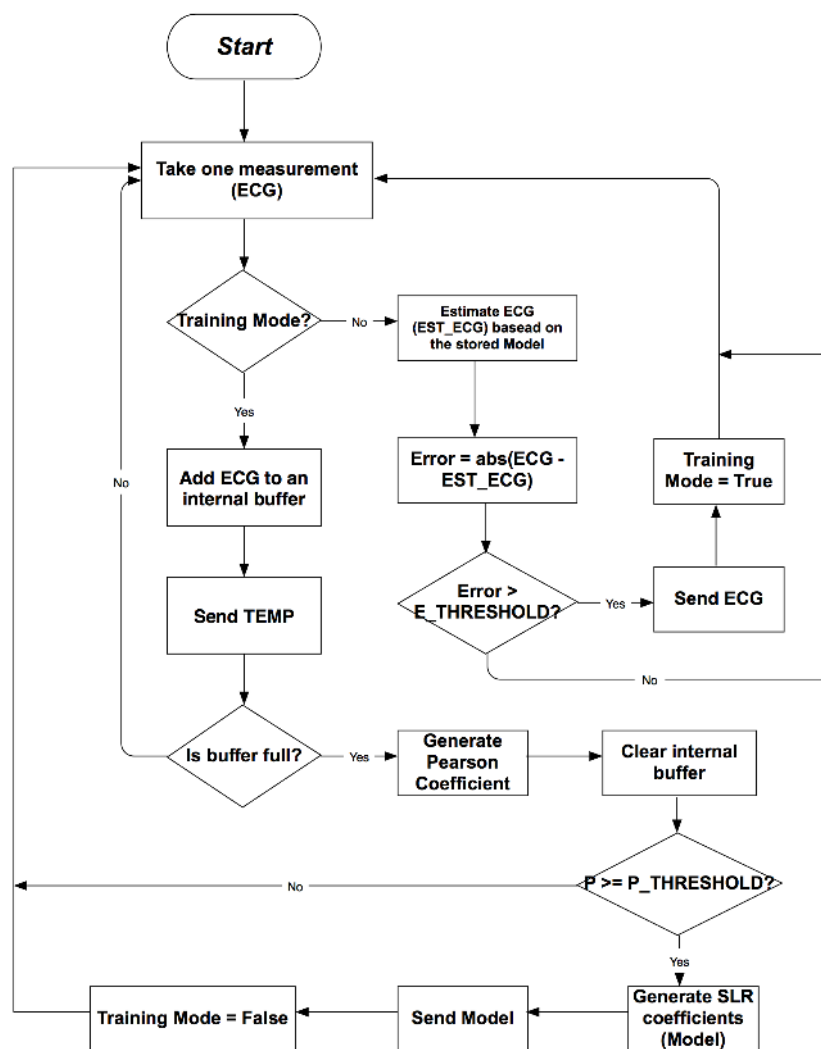 Start
Take one measurement
(ECG)
Training Mode?
No
Estimate ECG
(EST_ECG) basead on
the stored Model
Yes
Add ECG to an
internal buffer
No
Error = abs(ECG -
EST_ECG)
Training
Mode = True
Send TEMP
Error >
E_THRESHOLD?
Yes
Send ECG
No
Is buffer full?
Yes
Generate
Pearson
Coefficient
Clear internal
buffer
P >= P_THRESHOLD?
No
Yes
Generate SLR
coefficients
(Model)
Send Model
Training Mode = False